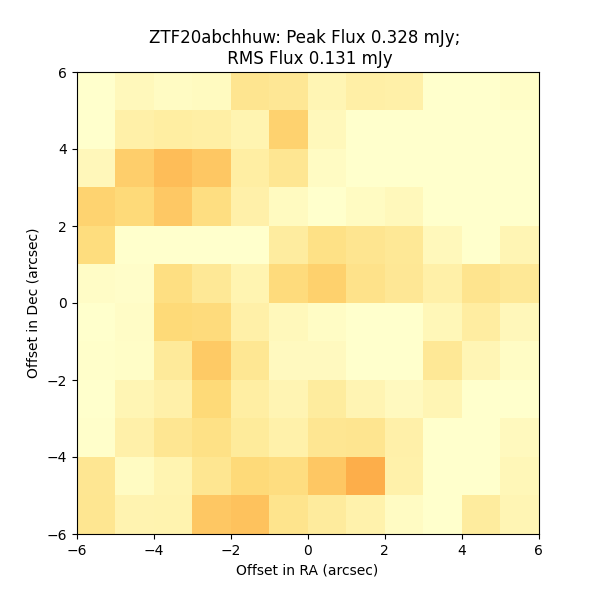 ZTF20abchhuw: Peak Flux 0.328 mJy;
RMS Flux 0.131 mJy
6
4
2
0
−2
−4
−6
Offset in Dec (arcsec)
−6 −4 −2 0 2 4 6
Offset in RA (arcsec)